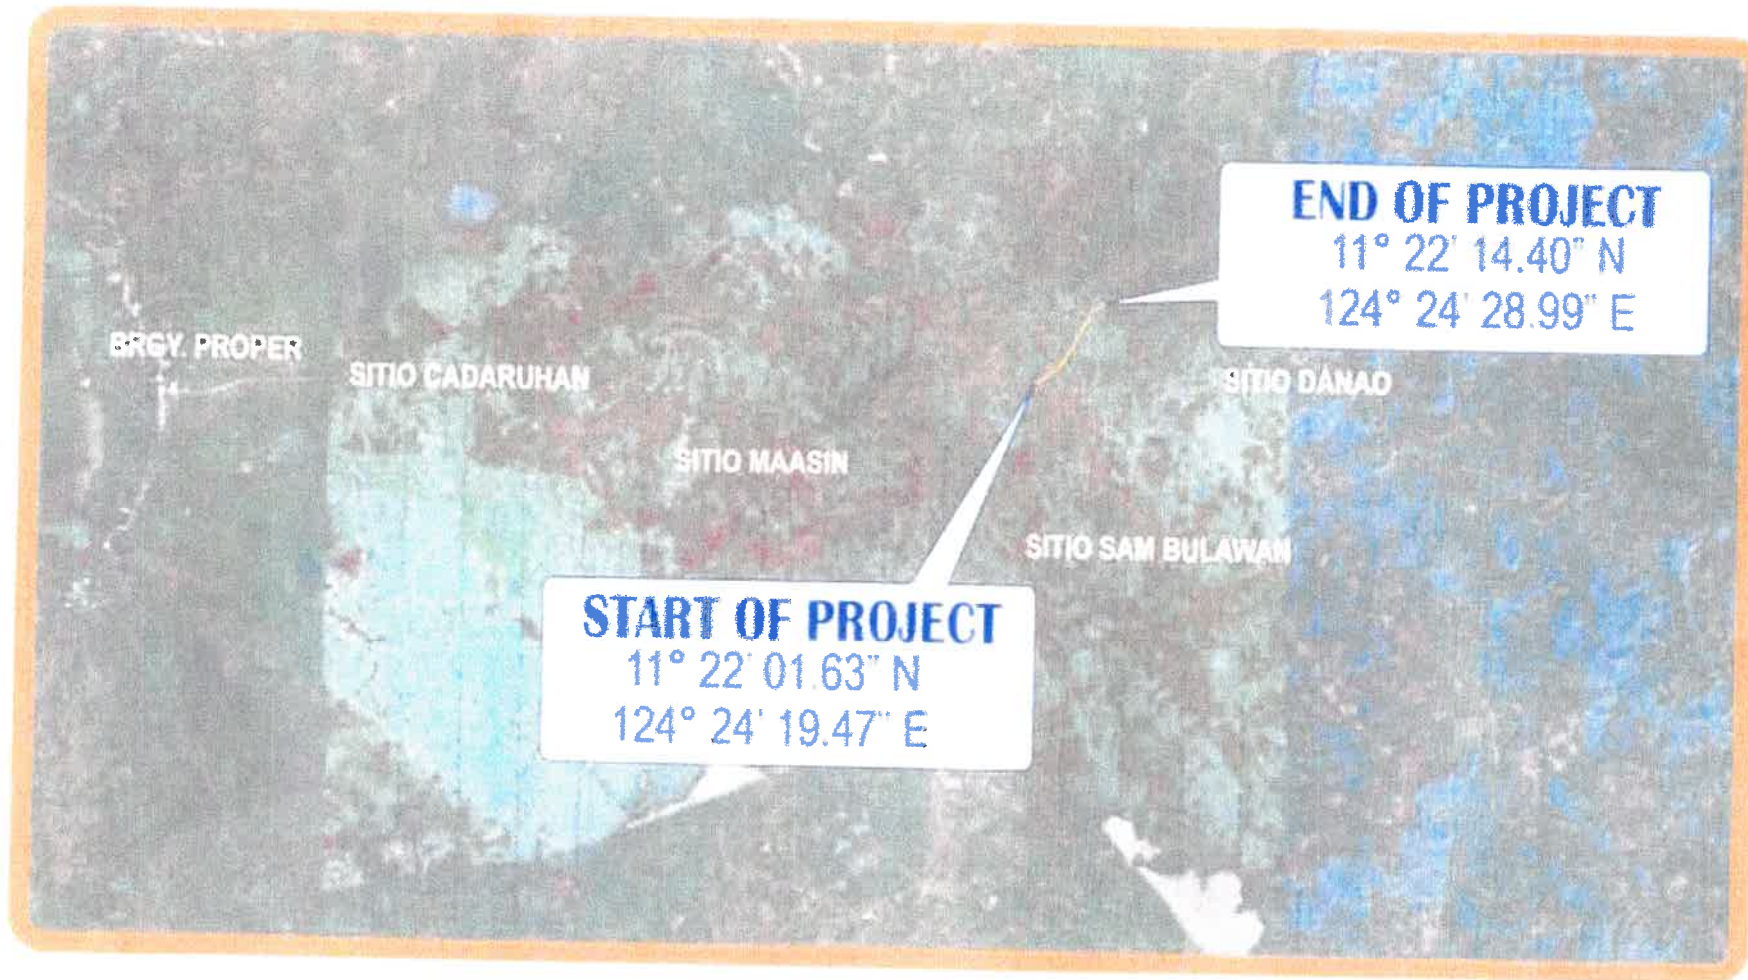 END OF PROJECT
11° 22' 14.40" N
124° 24' 28.99" E
BRGY. PROPER
SITIO CADARUHAN
SITIO DANAO
SITIO MAASIN
SITIO SAM BULAWAN
START OF PROJECT
11° 22' 01.63" N
124° 24' 19.47" E